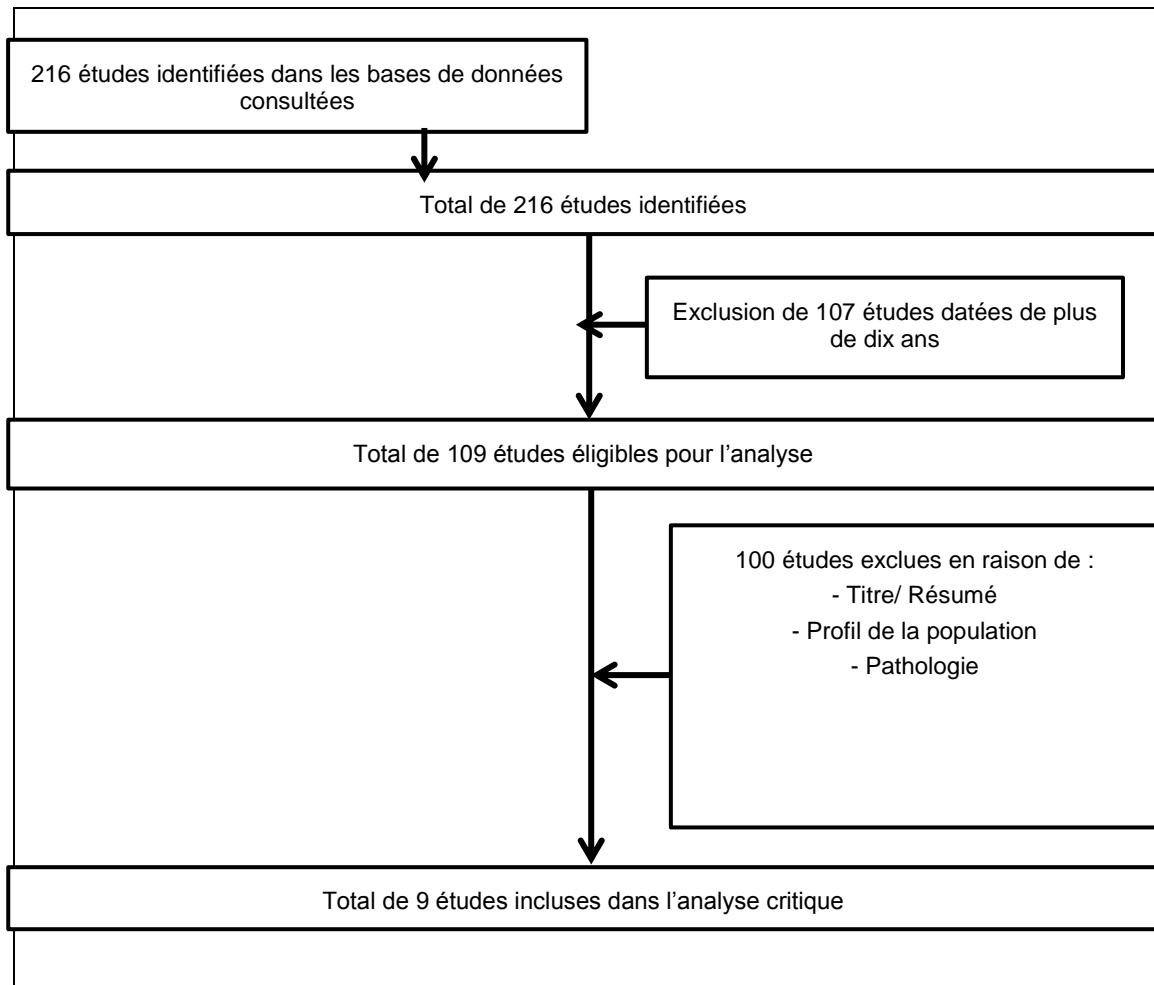 216 études identifiées dans les bases de données
consultées
Total de 216 études identifiées
Exclusion de 107 études datées de plus
de dix ans
Total de 109 études éligibles pour l’analyse
100 études exclues en raison de :
- Titre/ Résumé
- Profil de la population
- Pathologie
Total de 9 études incluses dans l’analyse critique